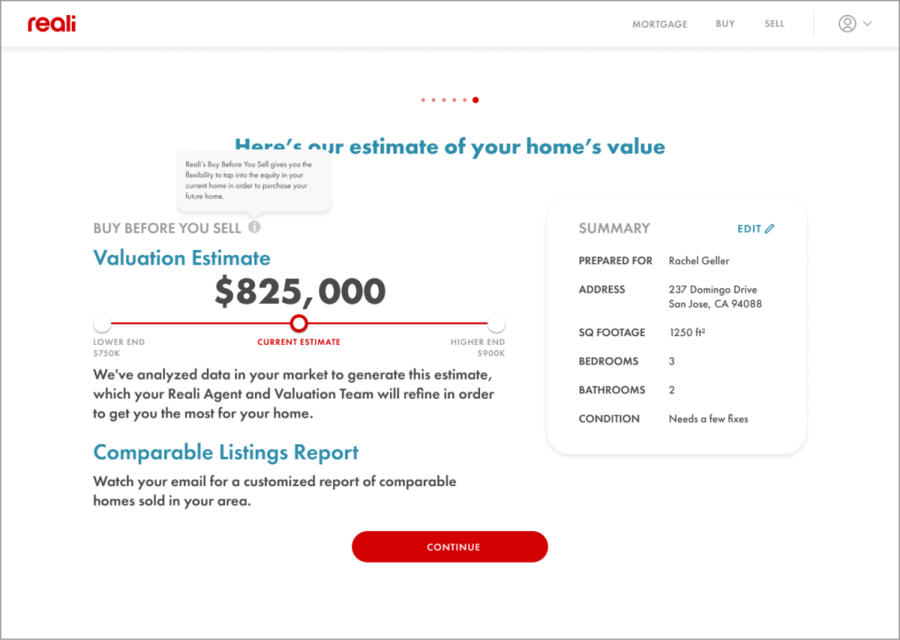 reali
MORTGAGE BUY SELL
Here's our estimate of your home's value
Reali's Buy Before You Sell gives you the
flexibility to tap into the equity in your
current home in order to purchase your
future home.
BUY BEFORE YOU SELL
Valuation Estimate
$825,000
LOWER END
$750K
CURRENT ESTIMATE
HIGHER END
$900K
We've analyzed data in your market to generate this estimate,
which your Reali Agent and Valuation Team will refine in order
to get you the most for your home.
Comparable Listings Report
Watch your email for a customized report of comparable
homes sold in your area.
SUMMARY
EDIT
PREPARED FOR Rachel Geller
ADDRESS 237 Domingo Drive
San Jose, CA 94088
SQ FOOTAGE 1250 ft²
BEDROOMS 3
BATHROOMS 2
CONDITION Needs a few fixes
CONTINUE